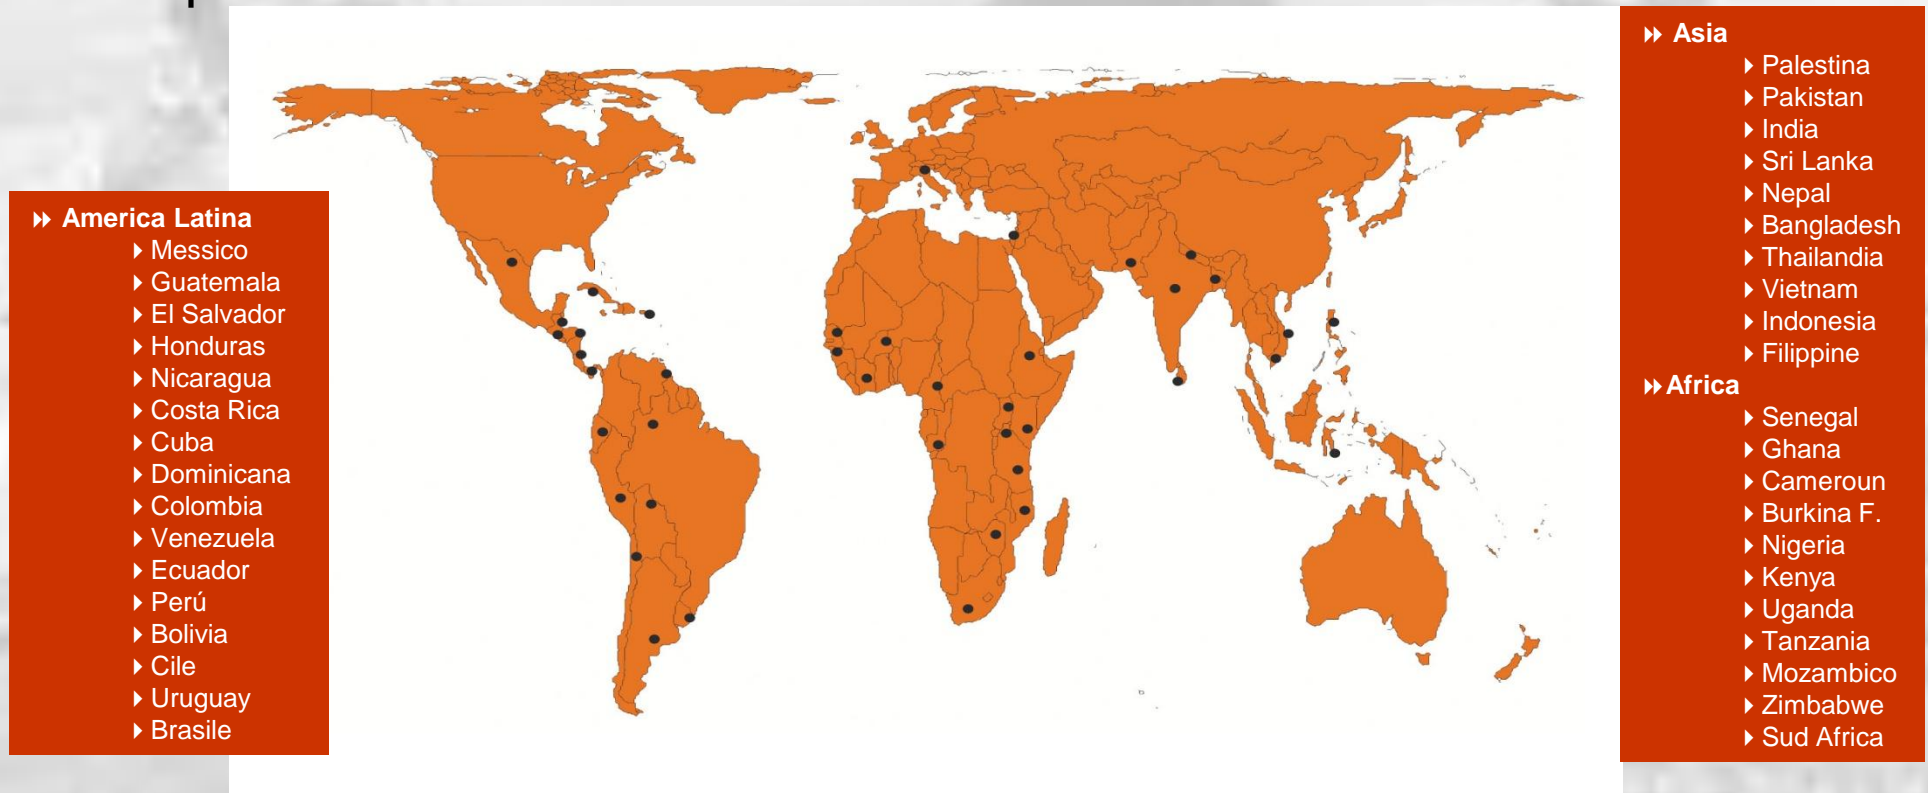 America Latina
Messico
Guatemala
El Salvador
Honduras
Nicaragua
Costa Rica
Cuba
Dominicana
Colombia
Venezuela
Ecuador
Perú
Bolivia
Cile
Uruguay
Brasile
Asia
Palestina
Pakistan
India
Sri Lanka
Nepal
Bangladesh
Thailandia
Vietnam
Indonesia
Filippine
Africa
Senegal
Ghana
Cameroun
Burkina F.
Nigeria
Kenya
Uganda
Tanzania
Mozambico
Zimbabwe
Sud Africa